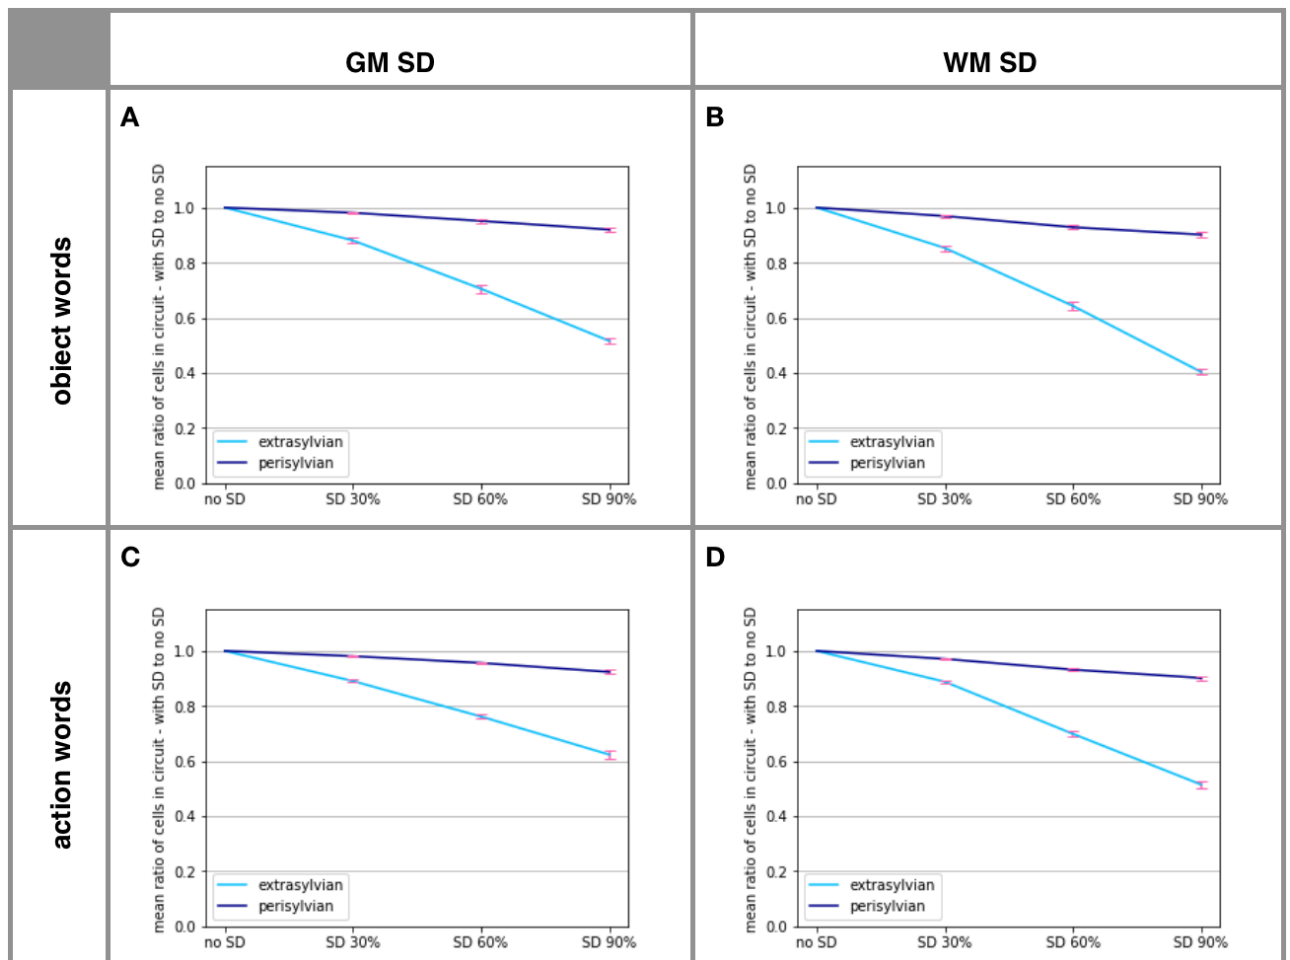 GM SD
WM SD
obiect words
A
mean ratio of cells in circuit - with SD to no SD
1.0
0.8
0.6
0.4
0.2
0.0
extrasylvian
perisylvian
no SD SD 30% SD 60% SD 90%
B
mean ratio of cells in circuit - with SD to no SD
1.0
0.8
0.6
0.4
0.2
0.0
extrasylvian
perisylvian
no SD SD 30% SD 60% SD 90%
action words
C
mean ratio of cells in circuit - with SD to no SD
1.0
0.8
0.6
0.4
0.2
0.0
extrasylvian
perisylvian
no SD SD 30% SD 60% SD 90%
D
mean ratio of cells in circuit - with SD to no SD
1.0
0.8
0.6
0.4
0.2
0.0
extrasylvian
perisylvian
no SD SD 30% SD 60% SD 90%